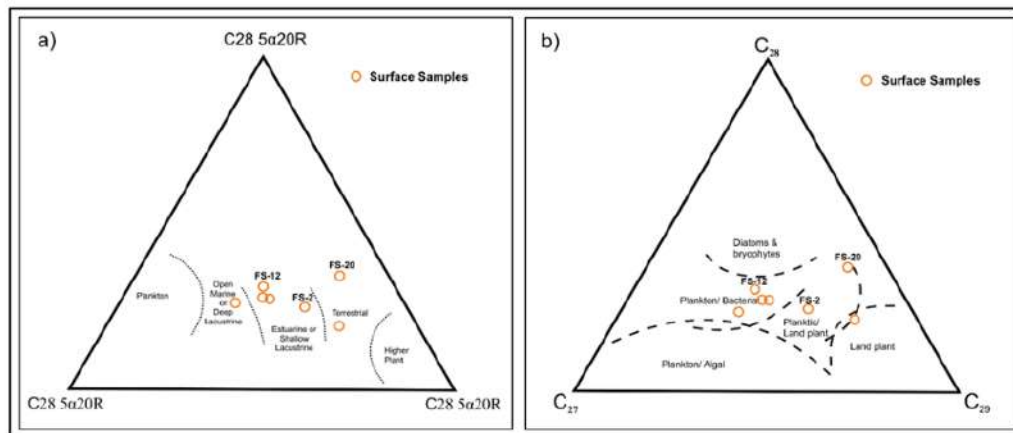 a)
C28 5α20R
Surface Samples
FS-20
FS-12
Plankton
Open
Marine
or
Deep
Lacustrine
FS-2
Terrestrial
Estuarine or
Shallow
Lacustrine
Higher
Plant
C28 5α20R
C28 5α20R
b)
C28
Surface Samples
Diatoms &
bryophytes
FS-20
FS-12
Plankton/ Bacteria
FS-2
Planktic/
Land plant
Land plant
Plankton/ Algal
C27
C29